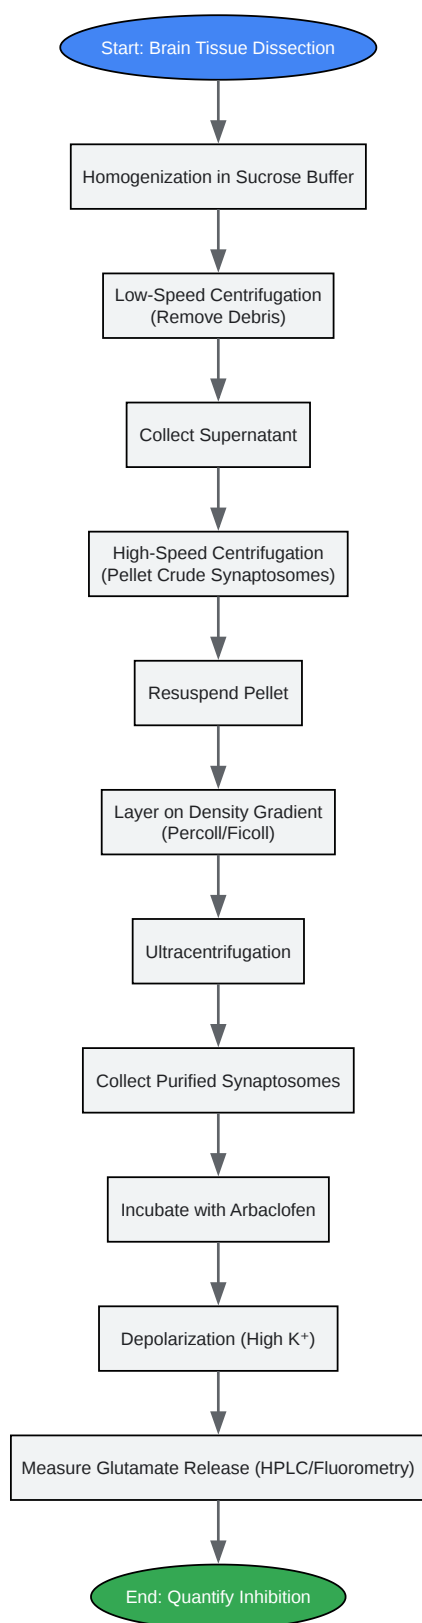 Start: Brain Tissue Dissection
Homogenization in Sucrose Buffer
Low-Speed Centrifugation
(Remove Debris)
Collect Supernatant
High-Speed Centrifugation
(Pellet Crude Synaptosomes)
Resuspend Pellet
Layer on Density Gradient
(Percoll/Ficoll)
Ultracentrifugation
Collect Purified Synaptosomes
Incubate with Arbaclofen
Depolarization (High K⁺)
Measure Glutamate Release (HPLC/Fluorometry)
End: Quantify Inhibition